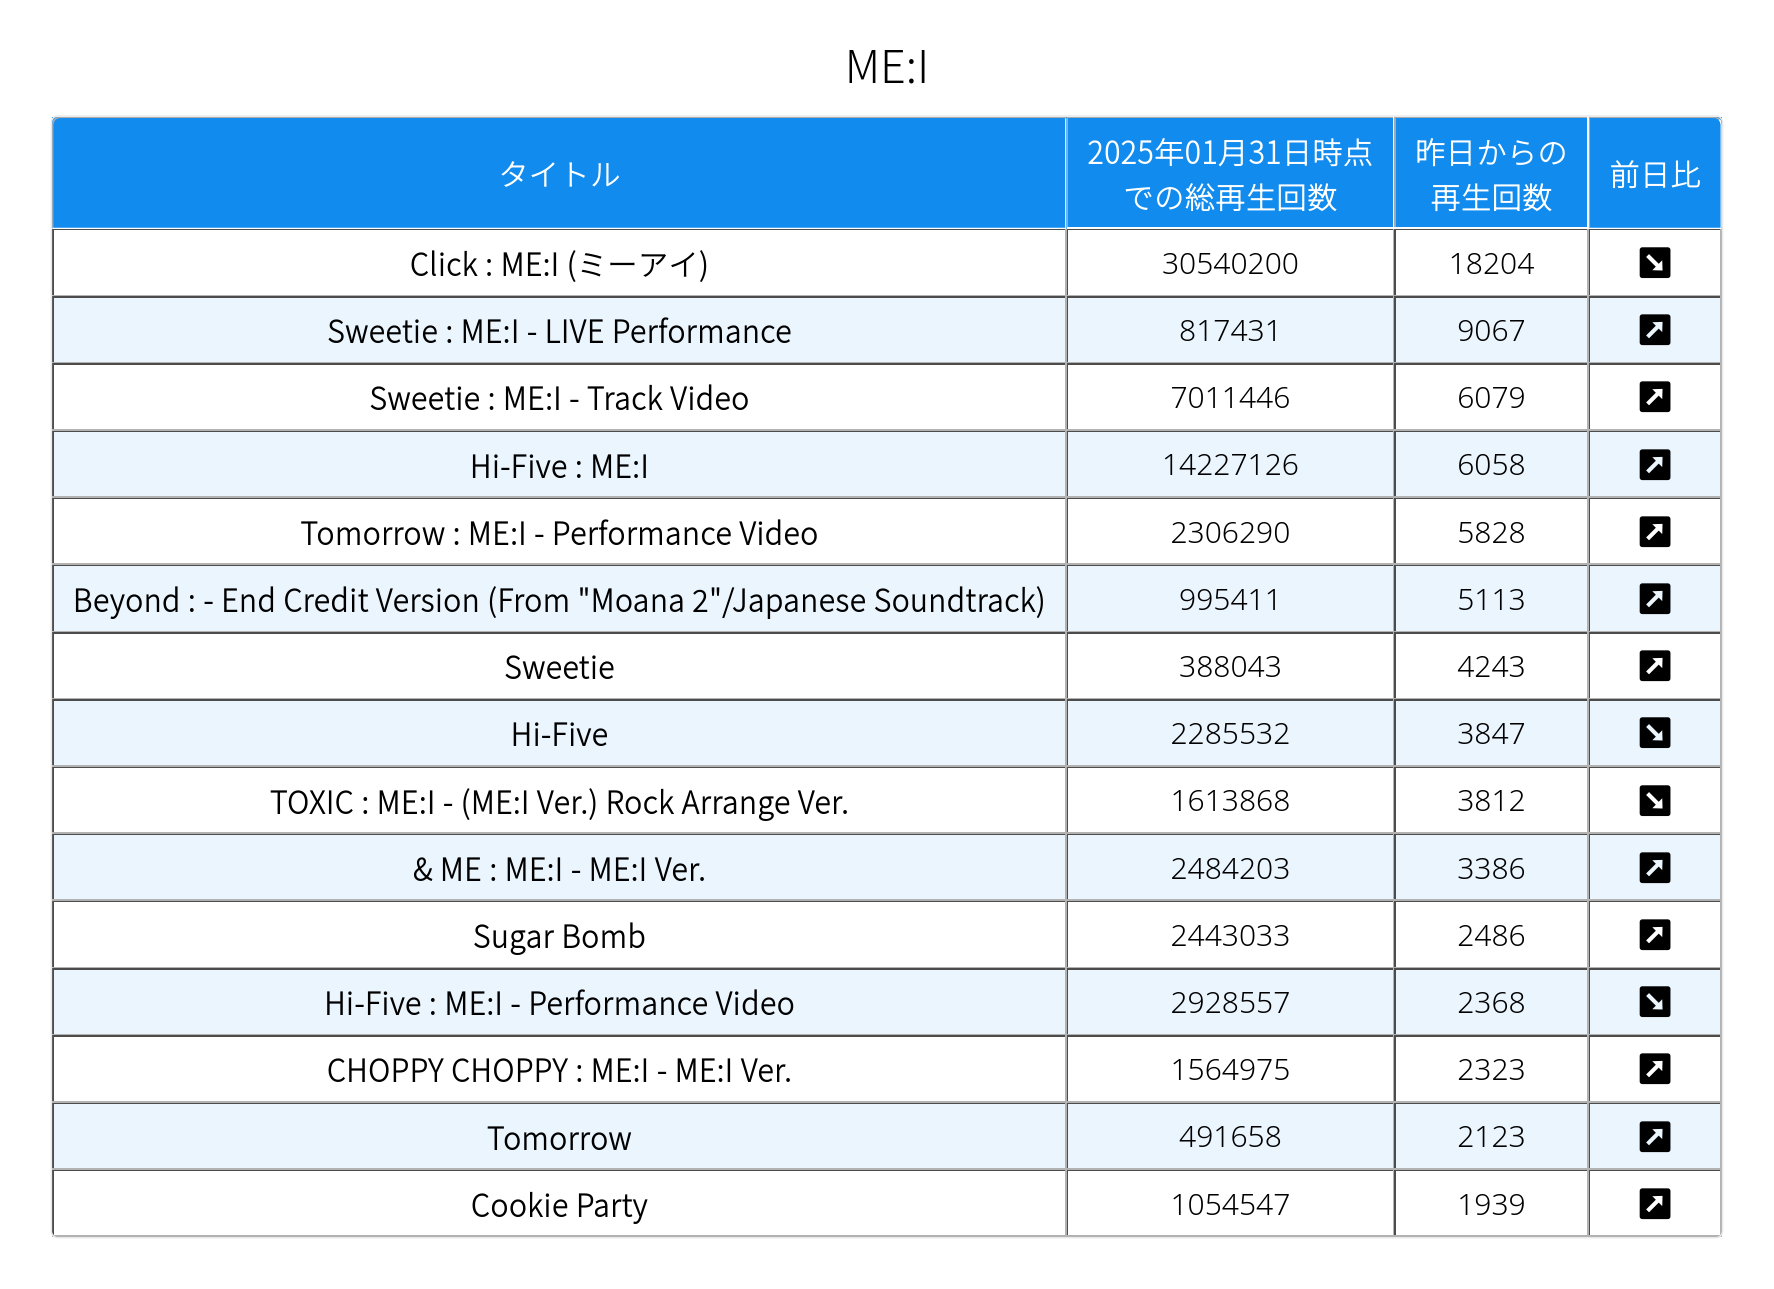 ME:I
タイトル
2025年01月31日時点
での総再生回数
昨日からの
再生回数
前日比
Click : ME:I (ミーアイ) 30540200 18204
Sweetie : ME:I - LIVE Performance 817431 9067
Sweetie : ME:I - Track Video 7011446 6079
Hi-Five : ME:I 14227126 6058
Tomorrow : ME:I - Performance Video 2306290 5828
Beyond : - End Credit Version (From "Moana 2"/Japanese Soundtrack) 995411 5113
Sweetie 388043 4243
Hi-Five 2285532 3847
TOXIC : ME:I - (ME:I Ver.) Rock Arrange Ver. 1613868 3812
& ME : ME:I - ME:I Ver. 2484203 3386
Sugar Bomb 2443033 2486
Hi-Five : ME:I - Performance Video 2928557 2368
CHOPPY CHOPPY : ME:I - ME:I Ver. 1564975 2323
Tomorrow 491658 2123
Cookie Party 1054547 1939